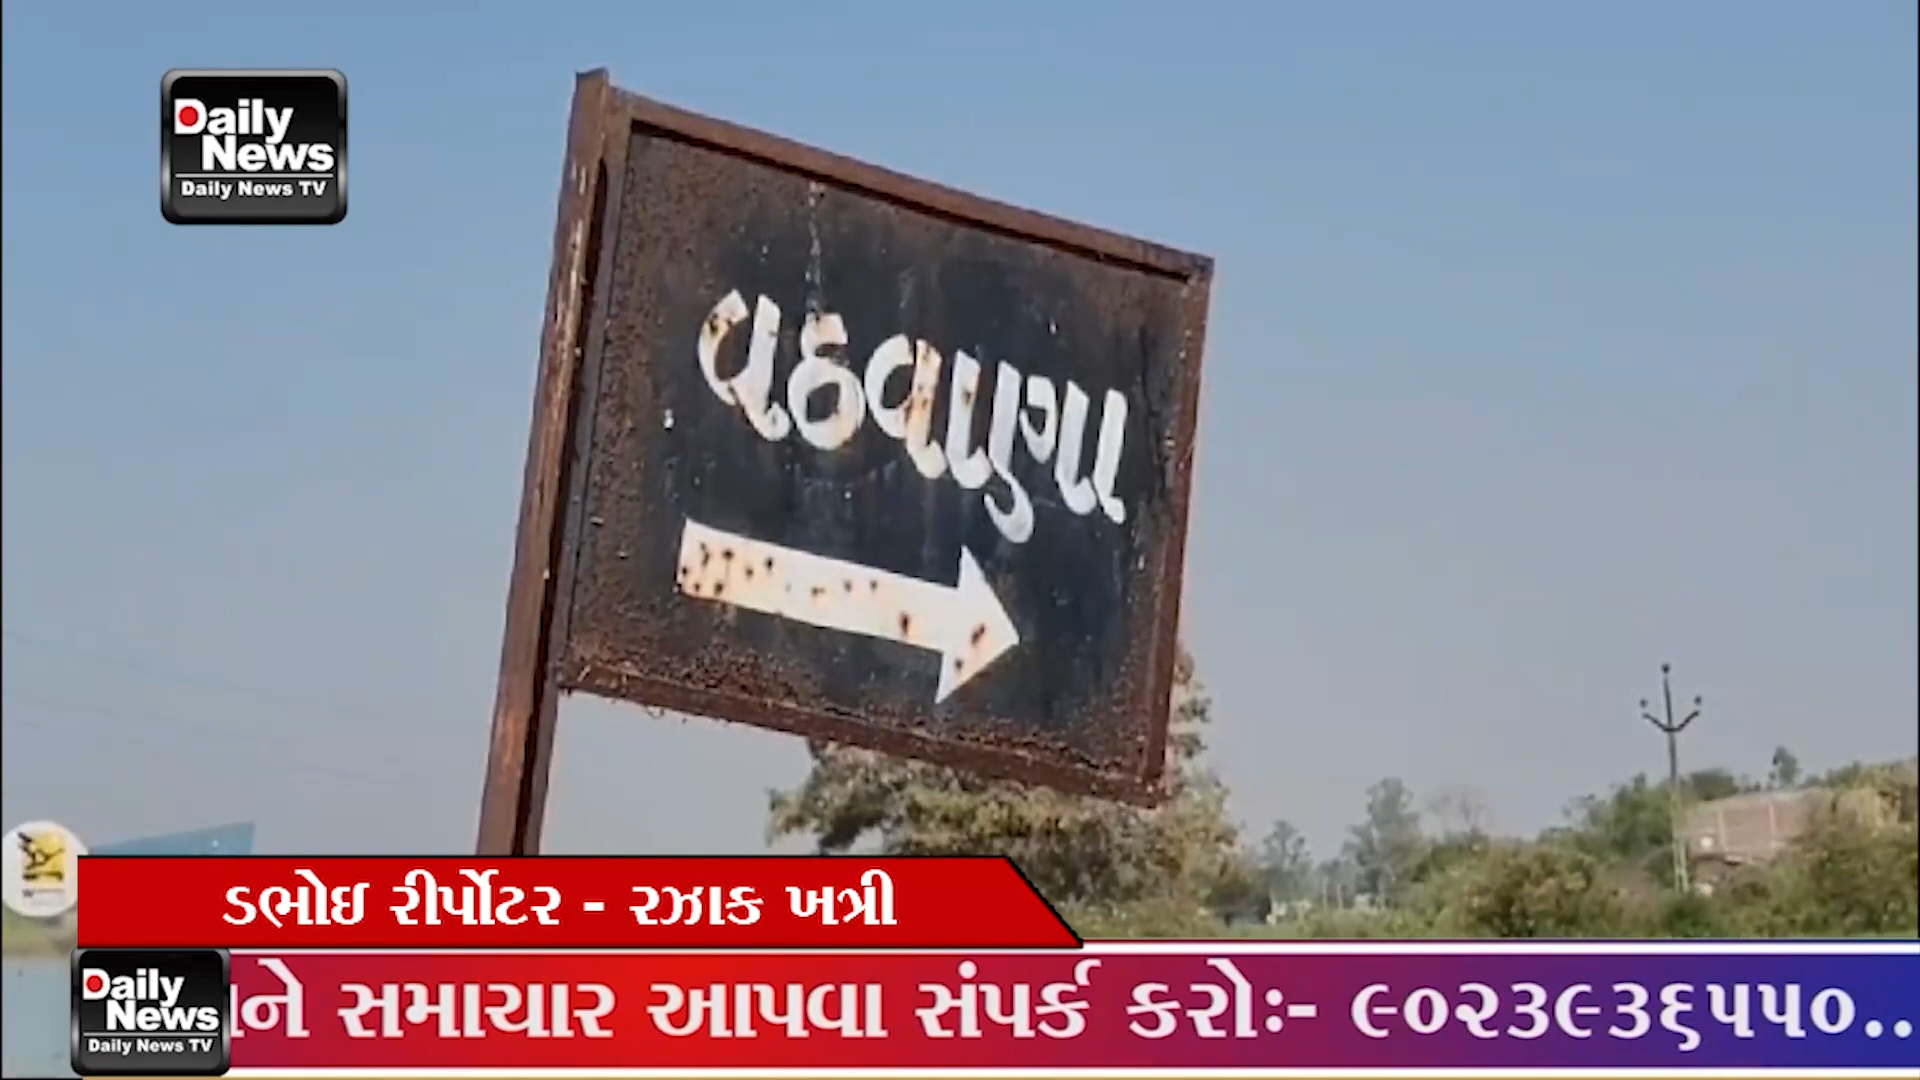 Daily
News
Daily News TV
વઢવાણા
ડભોઇ રીર્પોટર - રઝાક ખત્રી
Daily
News
Daily News TV
ને સમાચાર આપવા સંપર્ક કરોઃ- ૯૦૨૩૯૩૬૫૫૦..